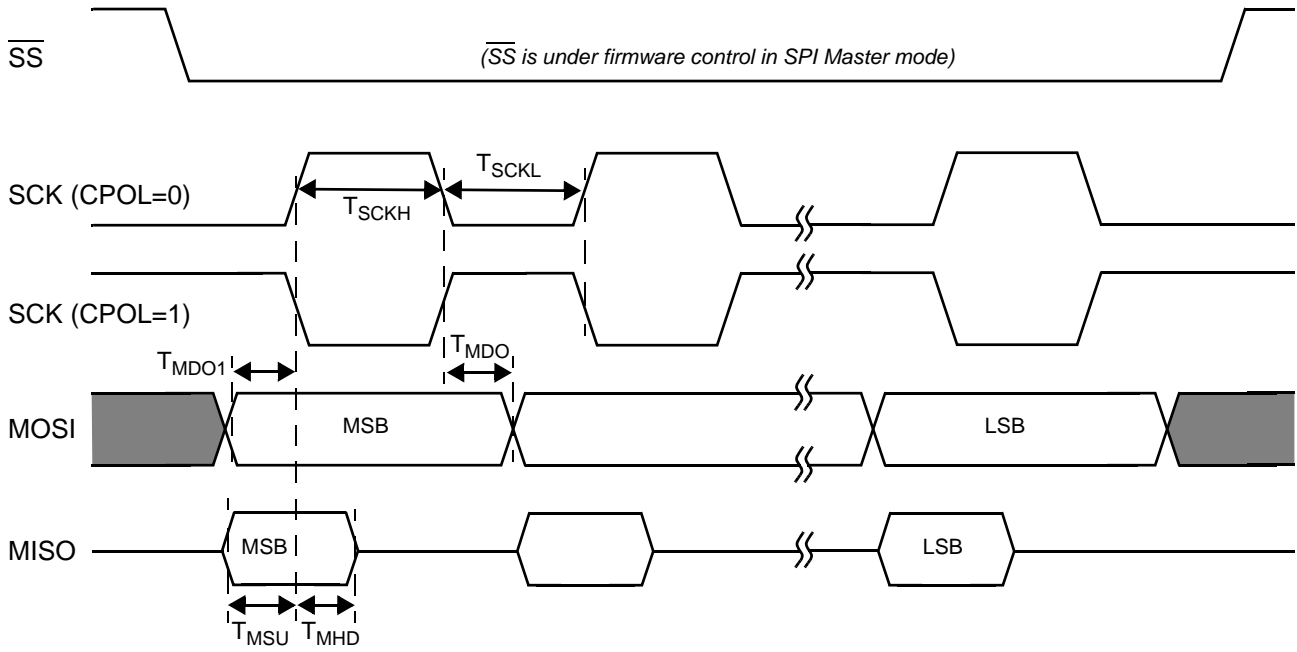 SS
(SS is under firmware control in SPI Master mode)
TSCKL
SCK (CPOL=0)
TSCKH
SCK (CPOL=1)
TMDO1
TMDO
MOSI
MSB
LSB
MISO
MSB
LSB
TMSU
TMHD